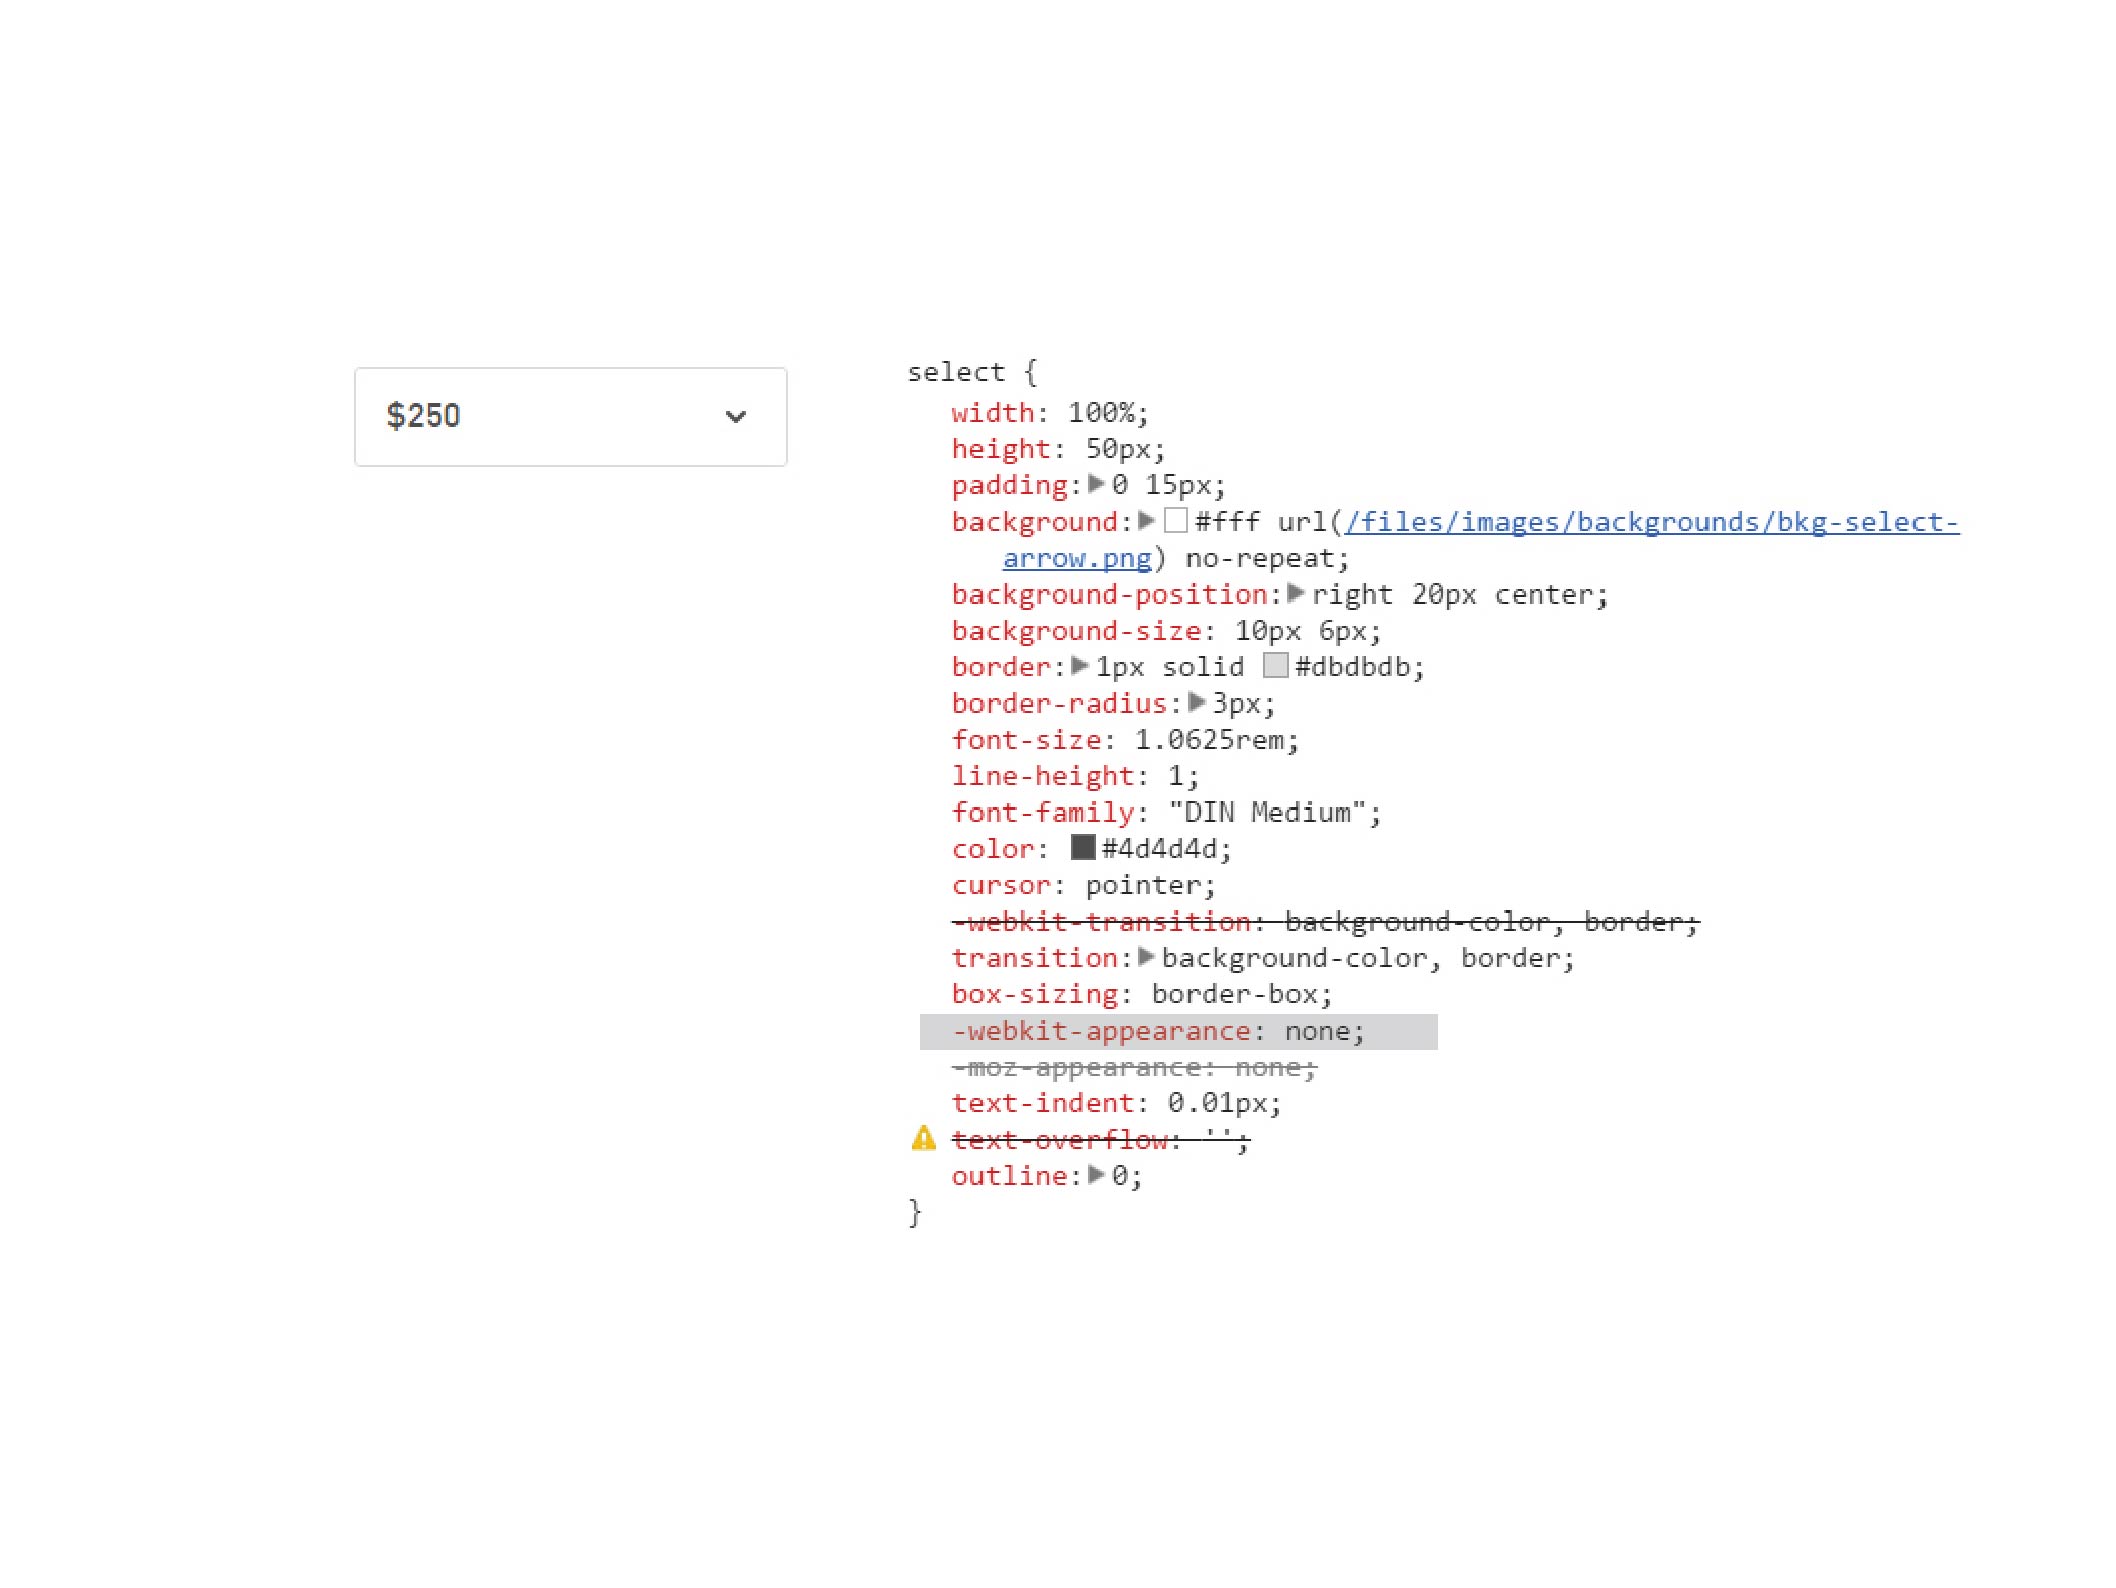 $250
select {
width: 100%;
height: 50px;
padding: 0 15px;
background: #fff url(/files/images/backgrounds/bkg-select-
arrow.png) no-repeat;
background-position: right 20px center;
background-size: 10px 6px;
border: 1px solid #dbdbdb;
border-radius: 3px;
font-size: 1.0625rem;
line-height: 1;
font-family: "DIN Medium";
color: #4d4d4d;
cursor: pointer;
-webkit-transition: background-color, border;
transition: background-color, border;
box-sizing: border-box;
-webkit-appearance: none;
-moz-appearance: none;
text-indent: 0.01px;
text-overflow: '';
outline: 0;
}